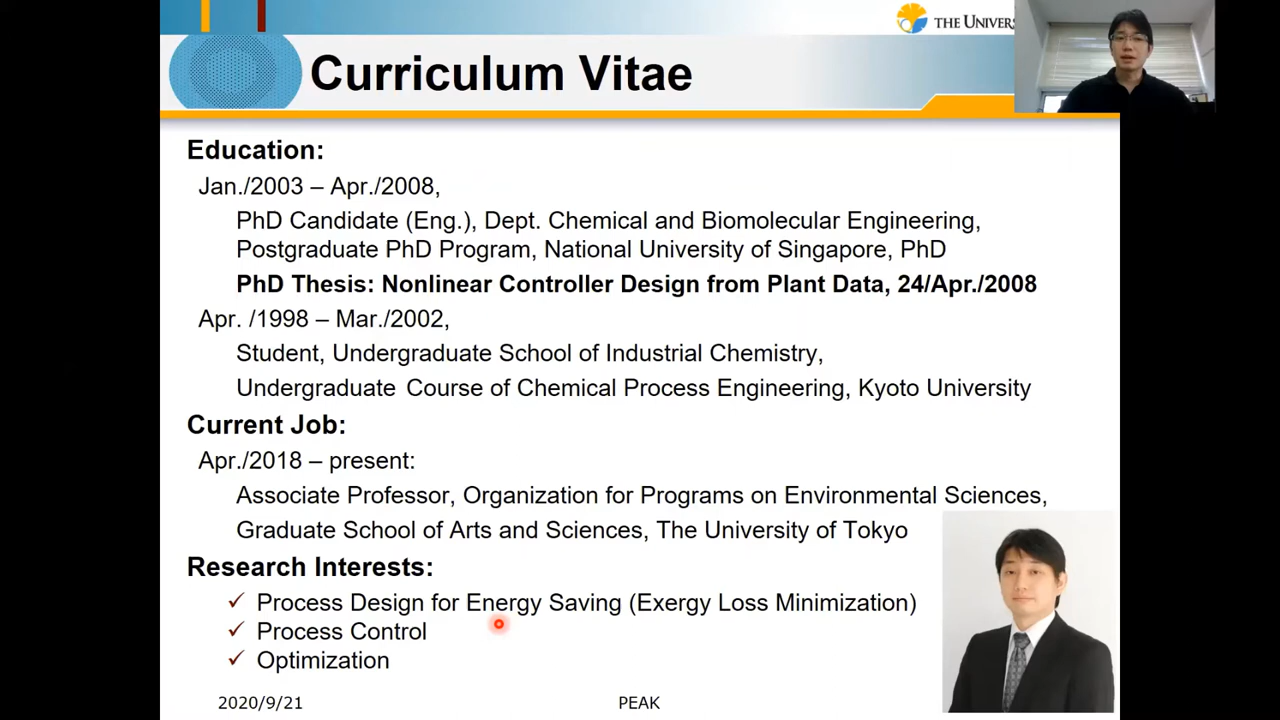 THE UNIVERS
Curriculum Vitae
Education:
Jan./2003 – Apr./2008,
PhD Candidate (Eng.), Dept. Chemical and Biomolecular Engineering,
Postgraduate PhD Program, National University of Singapore, PhD
PhD Thesis: Nonlinear Controller Design from Plant Data, 24/Apr./2008
Apr. /1998 – Mar./2002,
Student, Undergraduate School of Industrial Chemistry,
Undergraduate Course of Chemical Process Engineering, Kyoto University
Current Job:
Apr./2018 – present:
Associate Professor, Organization for Programs on Environmental Sciences,
Graduate School of Arts and Sciences, The University of Tokyo
Research Interests:
✓ Process Design for Energy Saving (Exergy Loss Minimization)
✓ Process Control
✓ Optimization
2020/9/21
PEAK